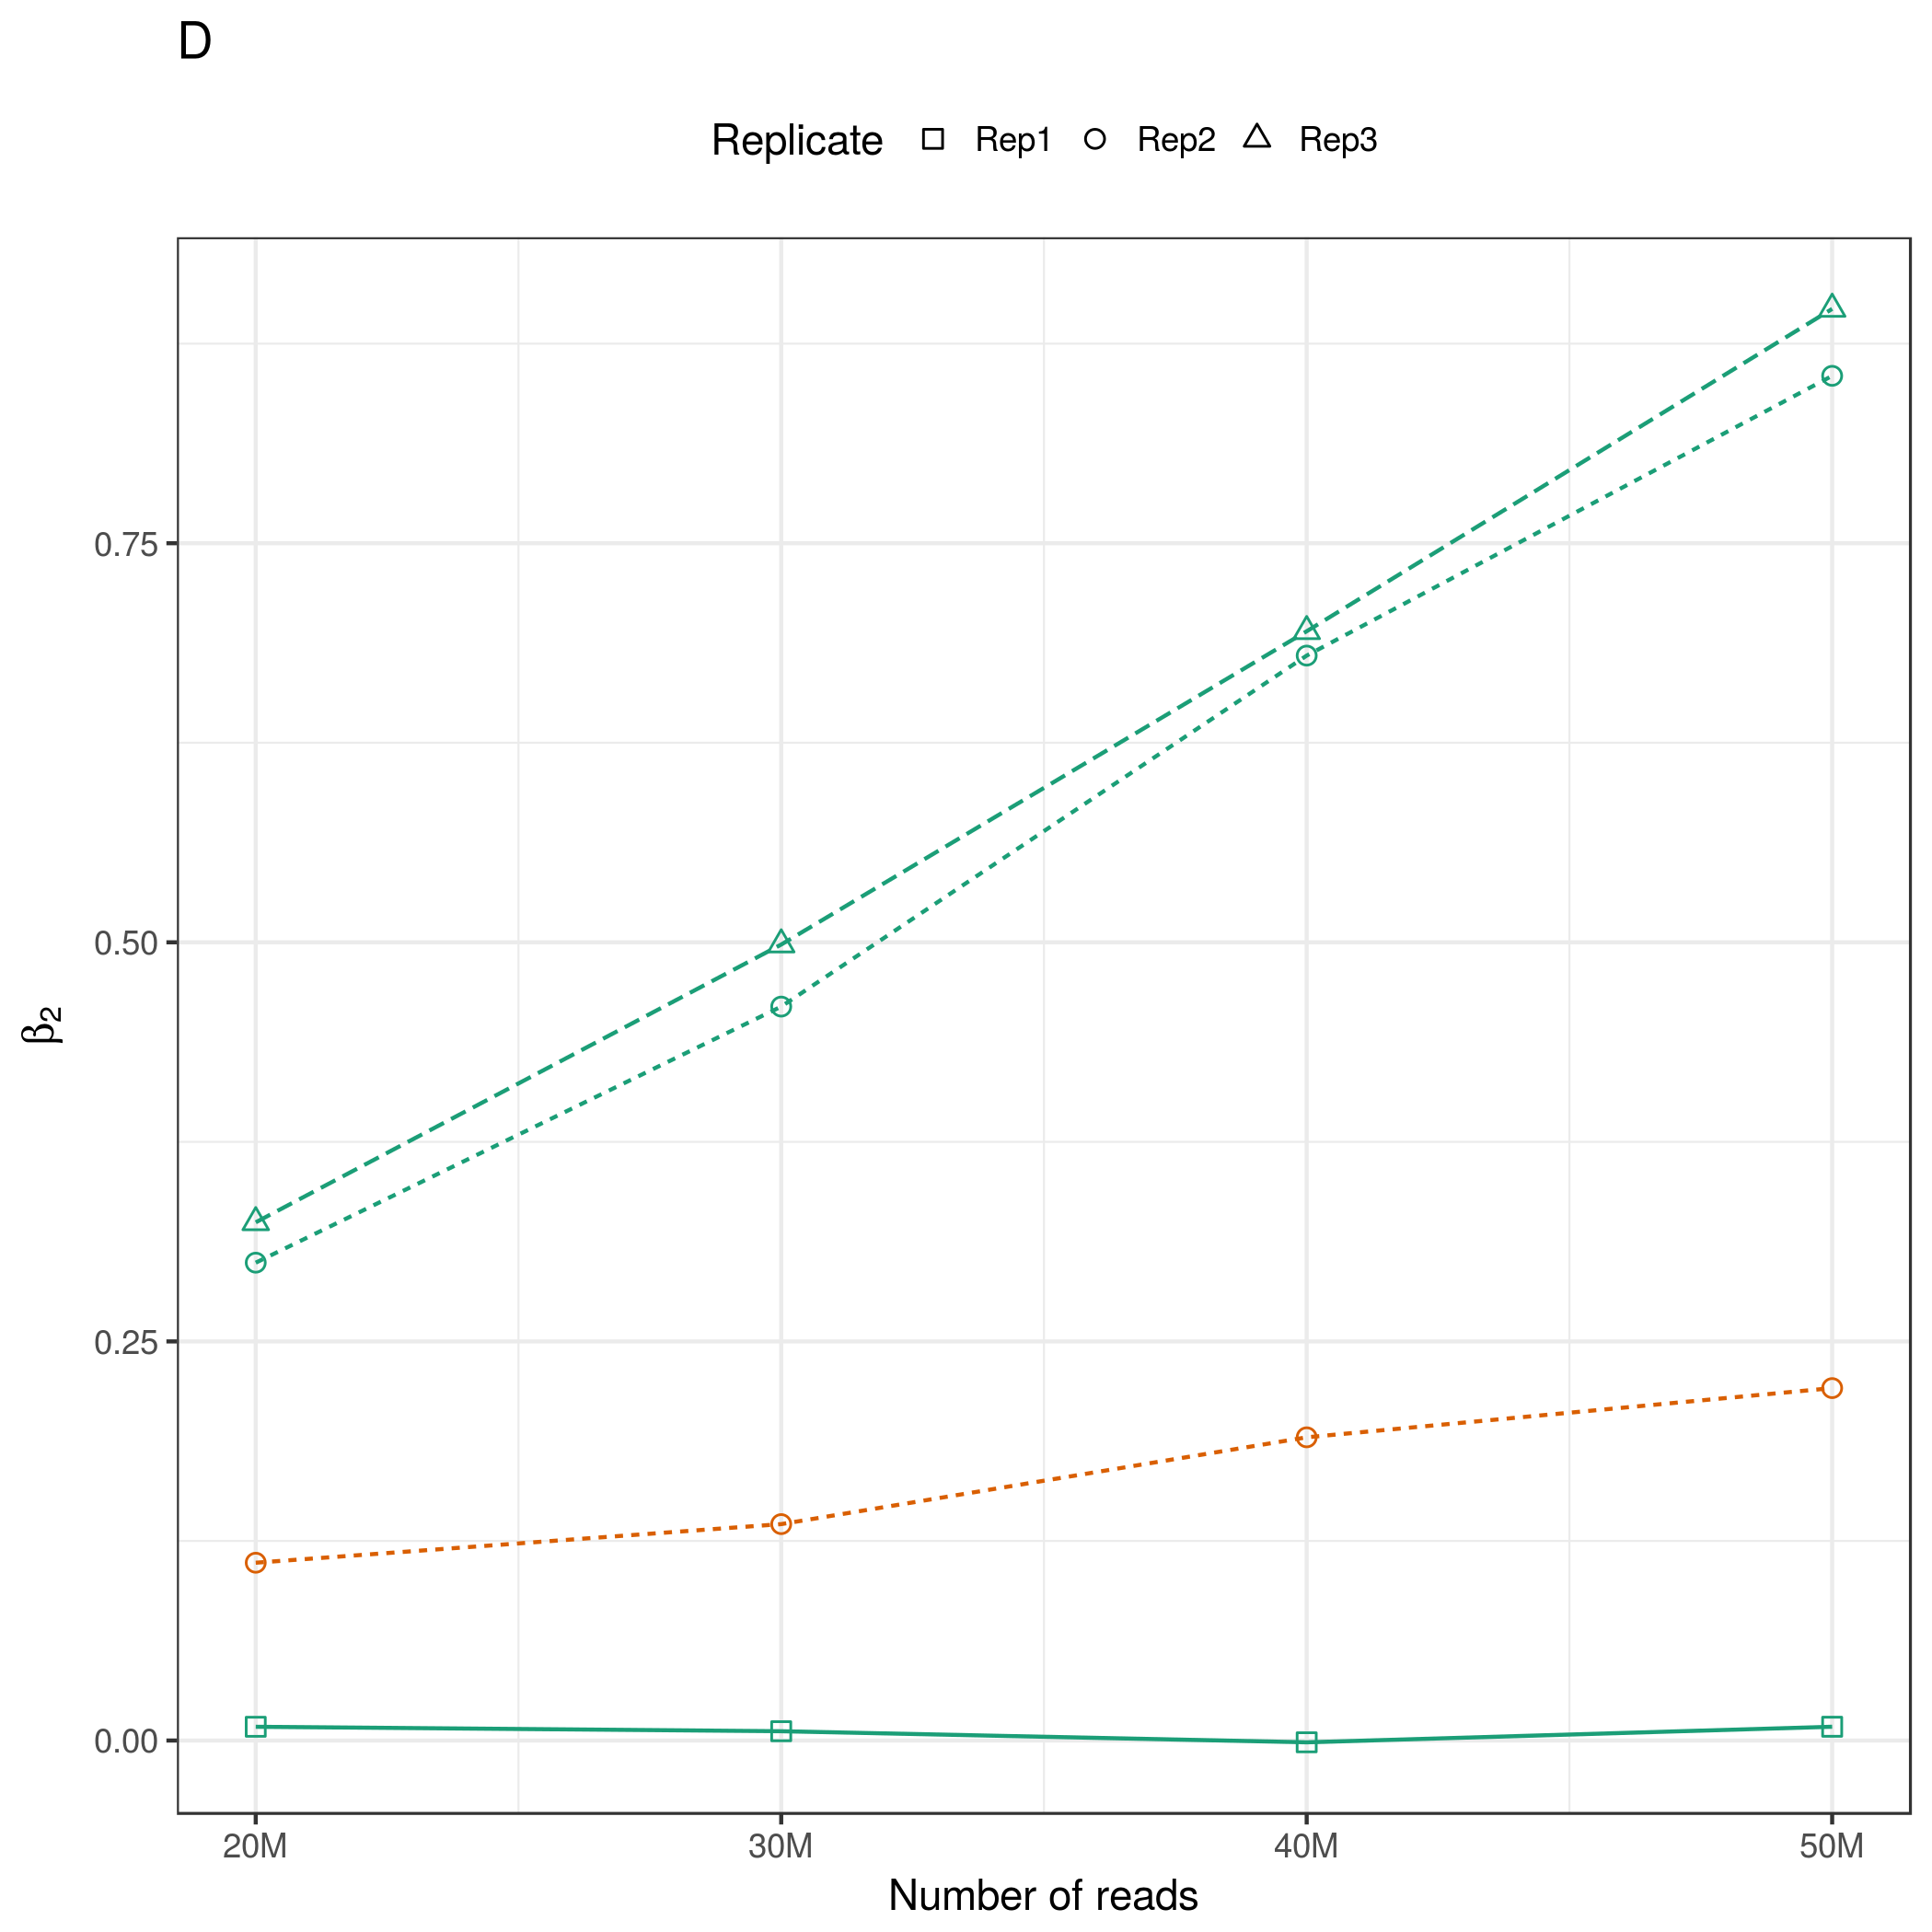 D
Replicate Rep1 Rep2 Rep3
0.75
0.50
0.25
0.00
β₂
20M 30M 40M 50M
Number of reads